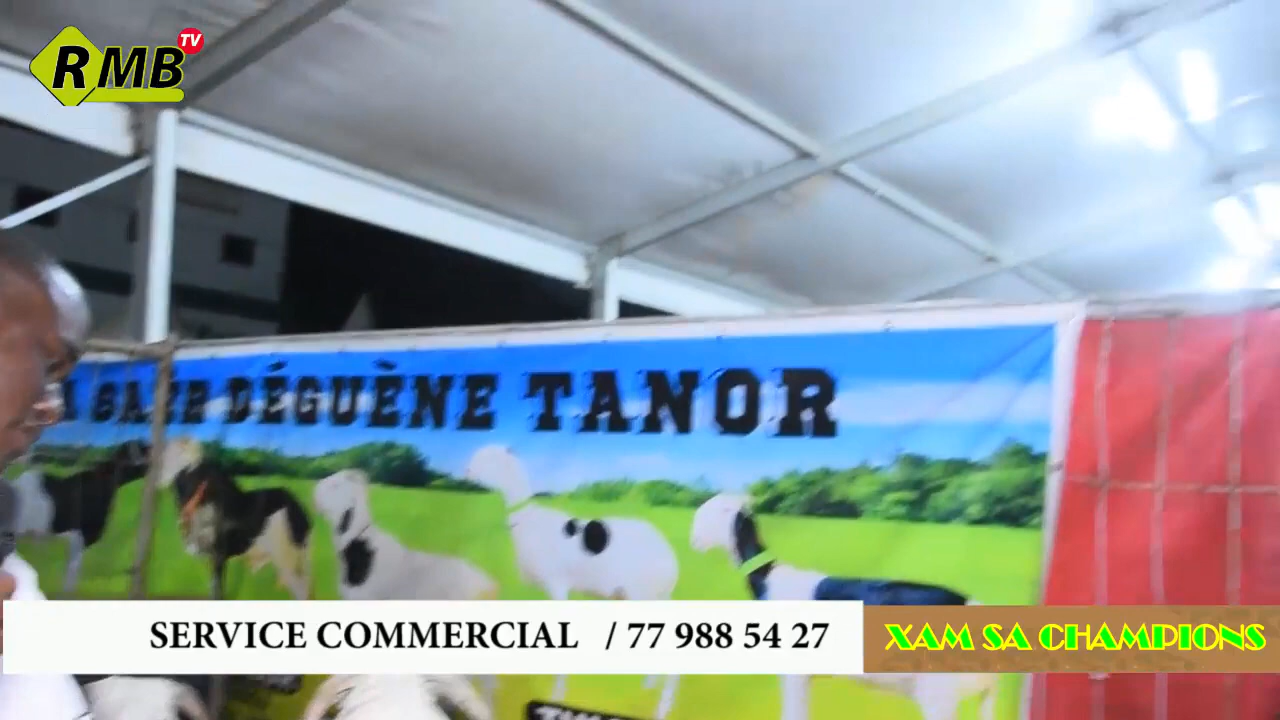 RMB TV
DÉGUÈNE TANOR
SERVICE COMMERCIAL / 77 988 54 27
XAM SA CHAMPIONS